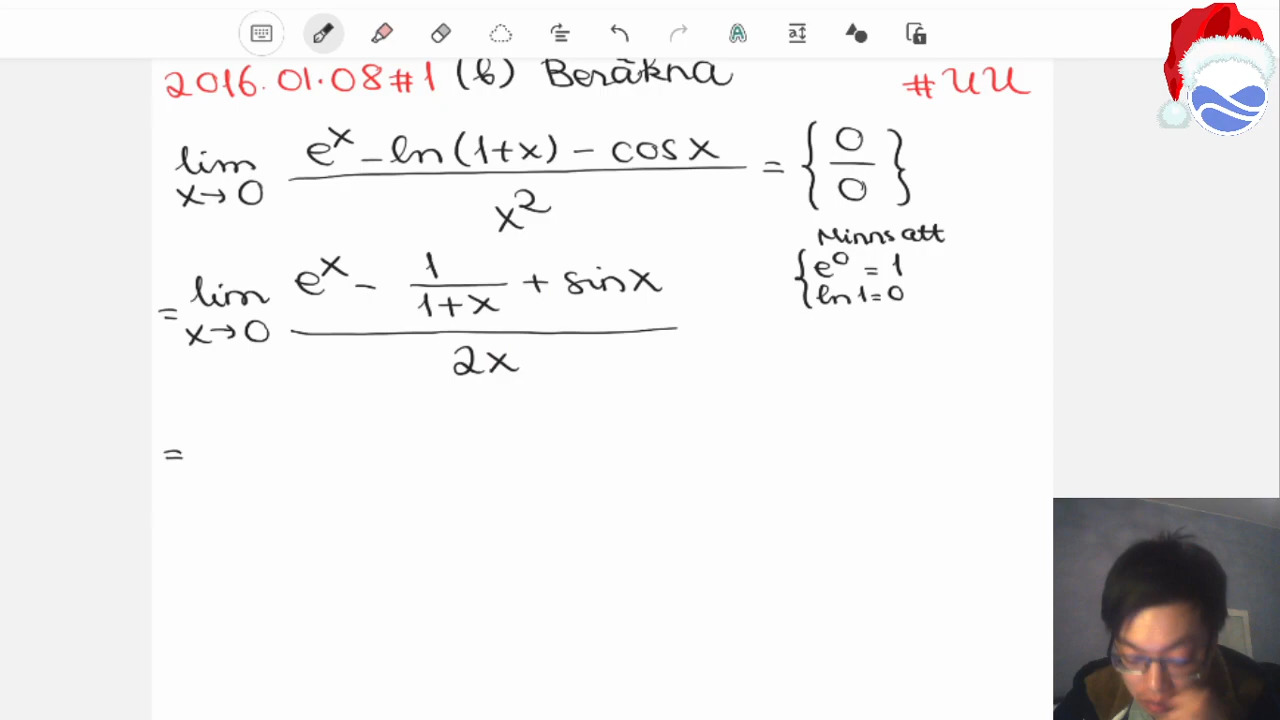 2016.01.08#1 (b) Beräkna #UU
lim x→0 (e^x - ln(1+x) - cos x) / x^2 = {0/0}
Minns att
{e^0 = 1
ln 1 = 0
= lim x→0 (e^x - 1/(1+x) + sin x) / 2x
=